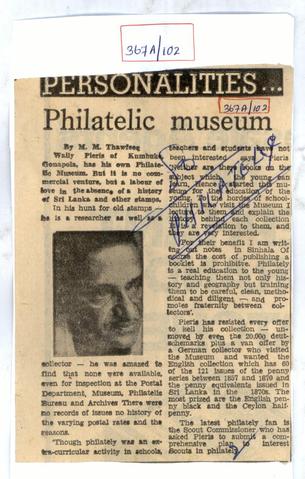 367A/102
PERSONALITIES...
367A/102
Philatelic museum
By M. M. Thawfeeq
Wally Pieris of Kumbuka,
Gonapola, has his own Philate-
lic Museum. But it is no com-
mercial venture, but a labour of
love in the absence of a history
of Sri Lanka and other stamps.
In his hunt for old stamps —
he is a researcher as well as a
collector — he was amazed to
find that none were available,
even for inspection at the Postal
Department, Museum, Philatelic
Bureau and Archives. There were
no records of issues no history of
the varying postal rates and the
reasons.
"Though philately was an ex-
tra-curricular activity in schools,
teachers and students have not
been interested", says Pieris
subject which the young can
Hence I started this mu-
seum for the education of the
young. When groups of school-
children visit the Museum I
lecture to them and explain the
behind each collection
a revelation to them, and
they are very interested.
For their benefit I am writ-
ing out notes in Sinhala. Of
course the cost of publishing a
booklet is prohibitive. Philately
is a real education to the young
— teaching them not only hist-
ory and geography but training
them to be careful, clean, metho-
dical and diligent, — and pro-
motes fraternity between col-
lectors'.
Pieris has resisted every offer
to sell his collection — un-
moved by even the 20,000 deut-
schemarks plus a van offer by
a German collector who visited
the Museum and wanted the
English collection which has 60
of the 121 issues of the penny
series between 1857 and 1879 and
the penny equivalents issued in
Sri Lanka in the 1870s. The
most prized are the English pen-
ny black and the Ceylon half-
penny.
The latest philately fan is
the Scout Commissioner, who has
asked Pieris to submit a com-
prehensive plan to interest
Scouts in philately.